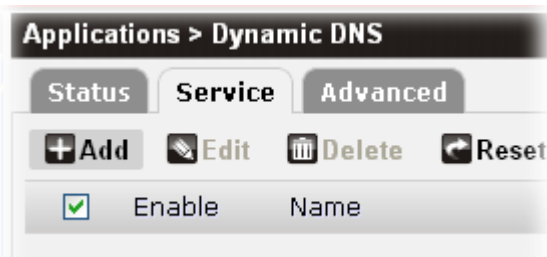 Applications > Dynamic DNS
Status Service Advanced
Add Edit Delete Reset
Enable Name